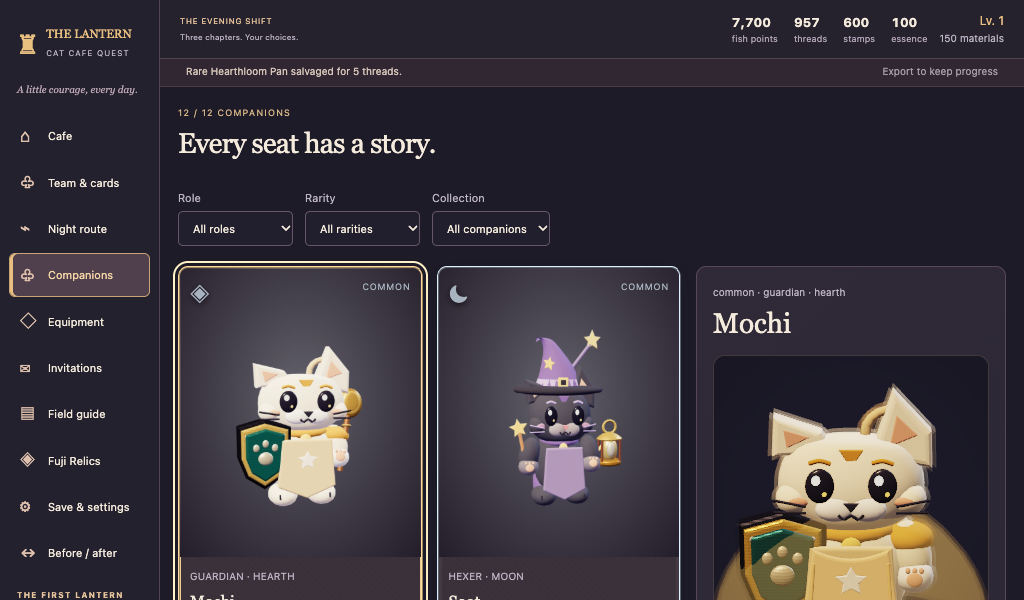 THE LANTERN
CAT CAFE QUEST
A little courage, every day.
Cafe
Team & cards
Night route
Companions
Equipment
Invitations
Field guide
Fuji Relics
Save & settings
Before / after
THE FIRST LANTERN
THE EVENING SHIFT
Three chapters. Your choices.
7,700
fish points
957
threads
600
stamps
100
essence
Lv. 1
150 materials
Rare Hearthloom Pan salvaged for 5 threads.
Export to keep progress
12 / 12 COMPANIONS
Every seat has a story.
Role
All roles
Rarity
All rarities
Collection
All companions
COMMON
GUARDIAN · HEARTH
Mochi
COMMON
HEXER · MOON
Soot
common · guardian · hearth
Mochi